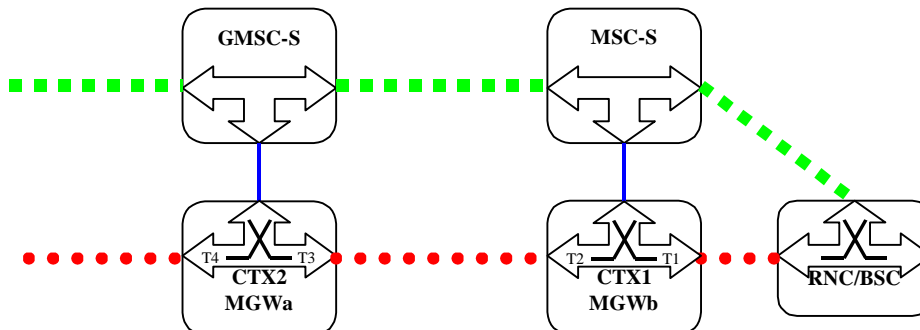 GMSC-S
MSC-S
T4
T3
CTX2
MGWa
T2
T1
CTX1
MGWb
RNC/BSC